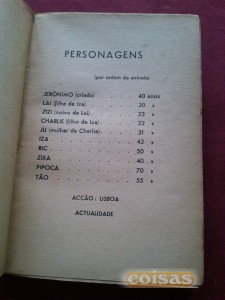 PERSONAGENS
(por ordem de entrada)
JERÓNIMO (criado) 40 anos
LAI (filha de Iza) 20 »
ZIZI (noivo de Lai) 22 »
CHARLIE (filho de Iza) 22 »
JU (mulher de Charlie) 21 »
IZA 42 »
RIC 50 »
ZIXA 40 »
PIPOCA 70 »
TÃO 55 »
ACÇÃO: LISBOA
ACTUALIDADE
coisas